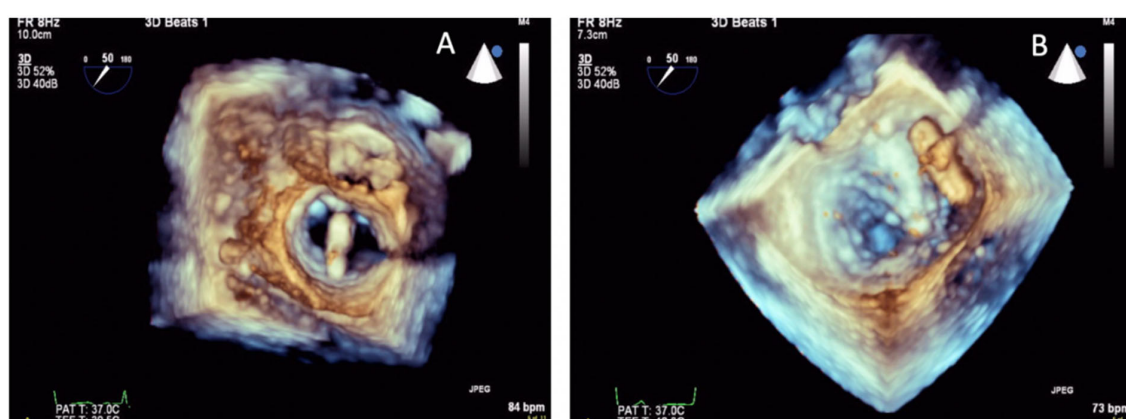 FR 8Hz
10.0cm
3D Beats 1
M4
A
3D
3D 52%
3D 40dB
0 50 180
JPEG
PAT T: 37.0C
84 bpm
FR 8Hz
7.3cm
3D Beats 1
M4
B
3D
3D 52%
3D 40dB
0 50 180
JPEG
PAT T: 37.0C
73 bpm